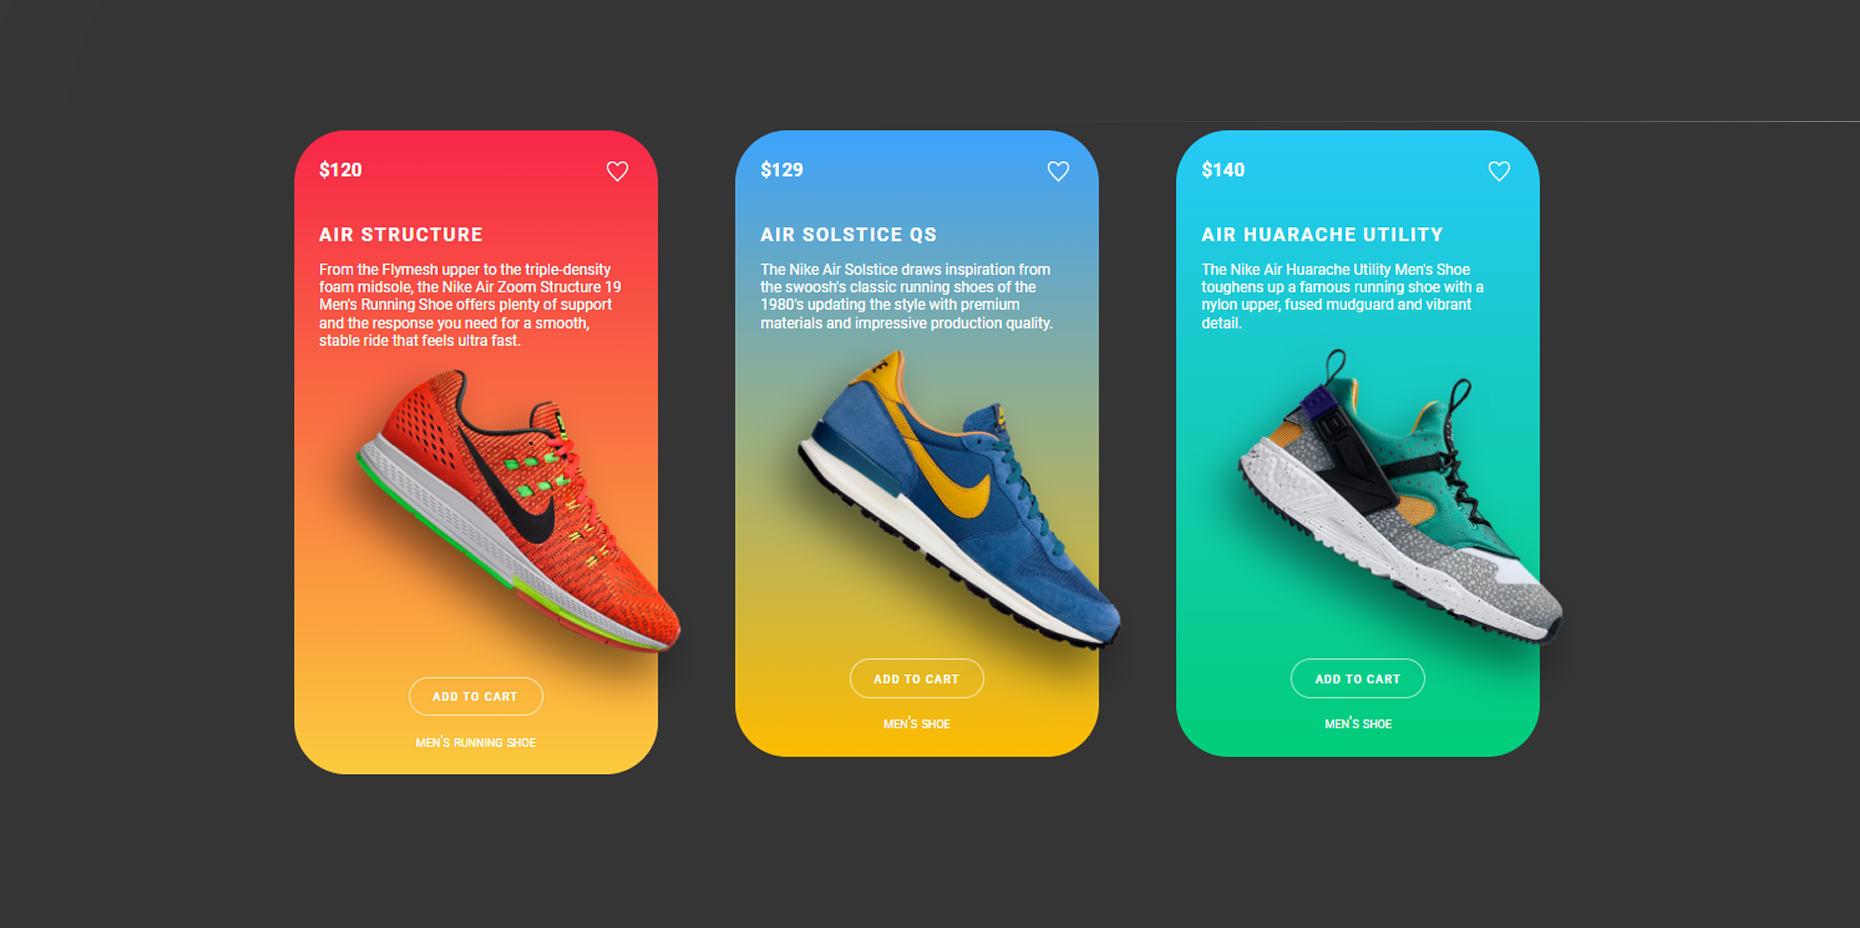 $120
AIR STRUCTURE
From the Flymesh upper to the triple-density
foam midsole, the Nike Air Zoom Structure 19
Men's Running Shoe offers plenty of support
and the response you need for a smooth,
stable ride that feels ultra fast.
ADD TO CART
MEN'S RUNNING SHOE
$129
AIR SOLSTICE QS
The Nike Air Solstice draws inspiration from
the swoosh's classic running shoes of the
1980's updating the style with premium
materials and impressive production quality.
ADD TO CART
MEN'S SHOE
$140
AIR HUARACHE UTILITY
The Nike Air Huarache Utility Men's Shoe
toughens up a famous running shoe with a
nylon upper, fused mudguard and vibrant
detail.
ADD TO CART
MEN'S SHOE